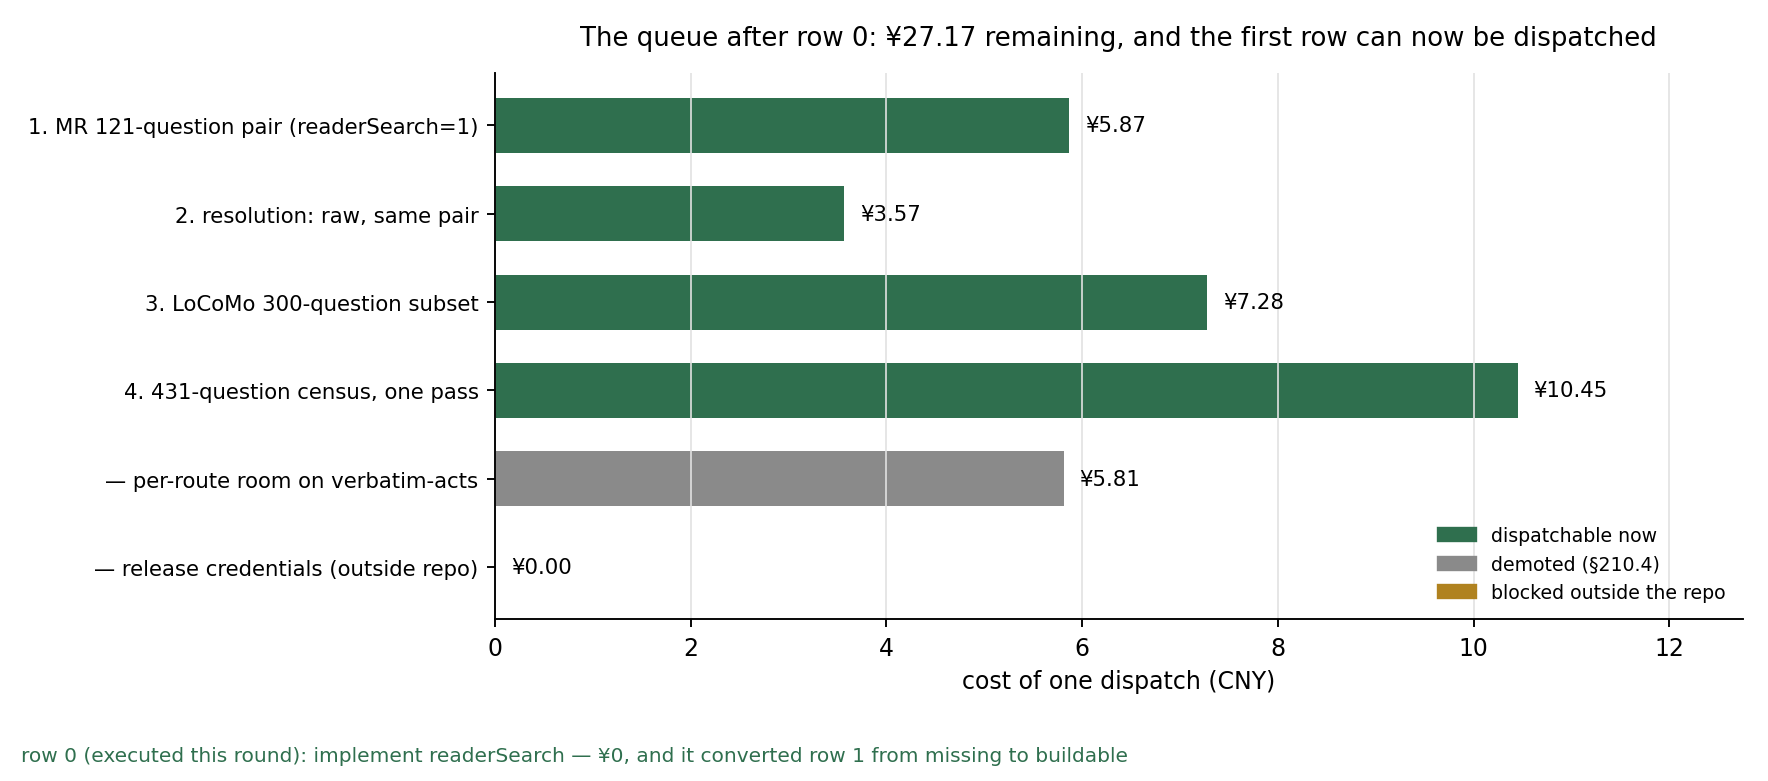 The queue after row 0: ¥27.17 remaining, and the first row can now be dispatched
1. MR 121-question pair (readerSearch=1)
¥5.87
2. resolution: raw, same pair
¥3.57
3. LoCoMo 300-question subset
¥7.28
4. 431-question census, one pass
¥10.45
— per-route room on verbatim-acts
¥5.81
— release credentials (outside repo)
¥0.00
dispatchable now
demoted (§210.4)
blocked outside the repo
0 2 4 6 8 10 12
cost of one dispatch (CNY)
row 0 (executed this round): implement readerSearch — ¥0, and it converted row 1 from missing to buildable